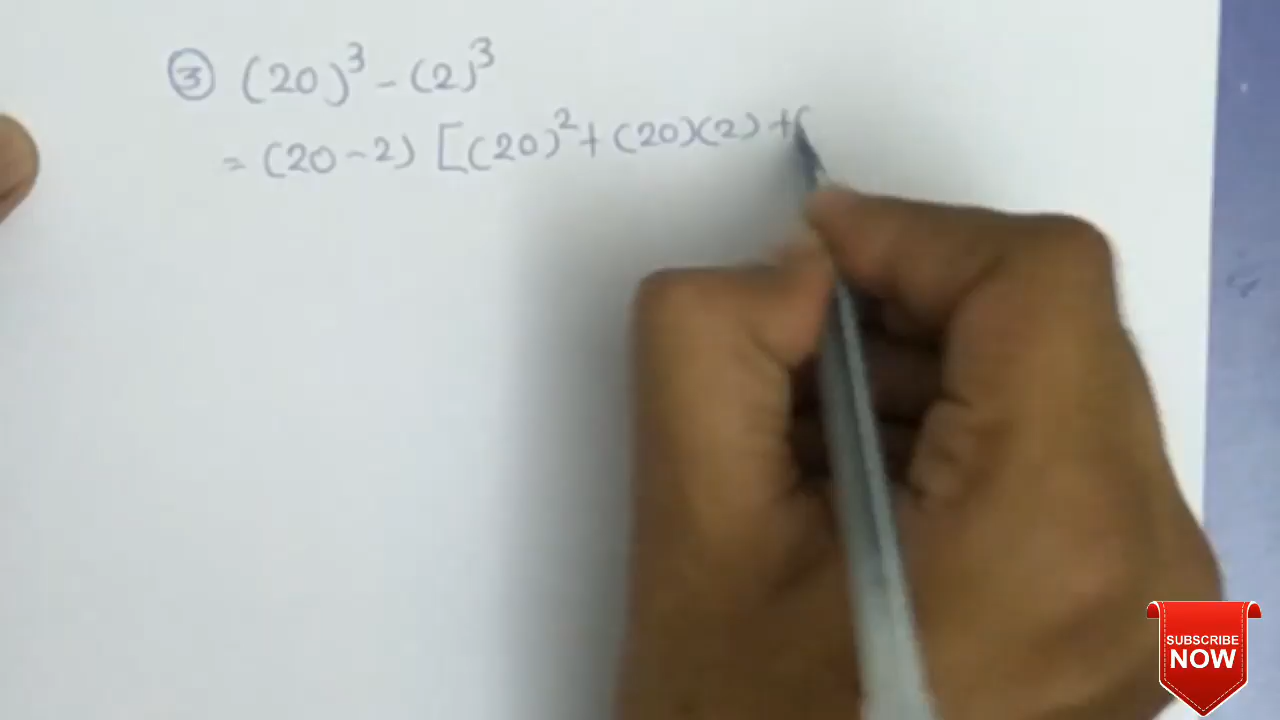 ③ (20)³ - (2)³
= (20 - 2) [(20)² + (20)(2) + (
SUBSCRIBE
NOW